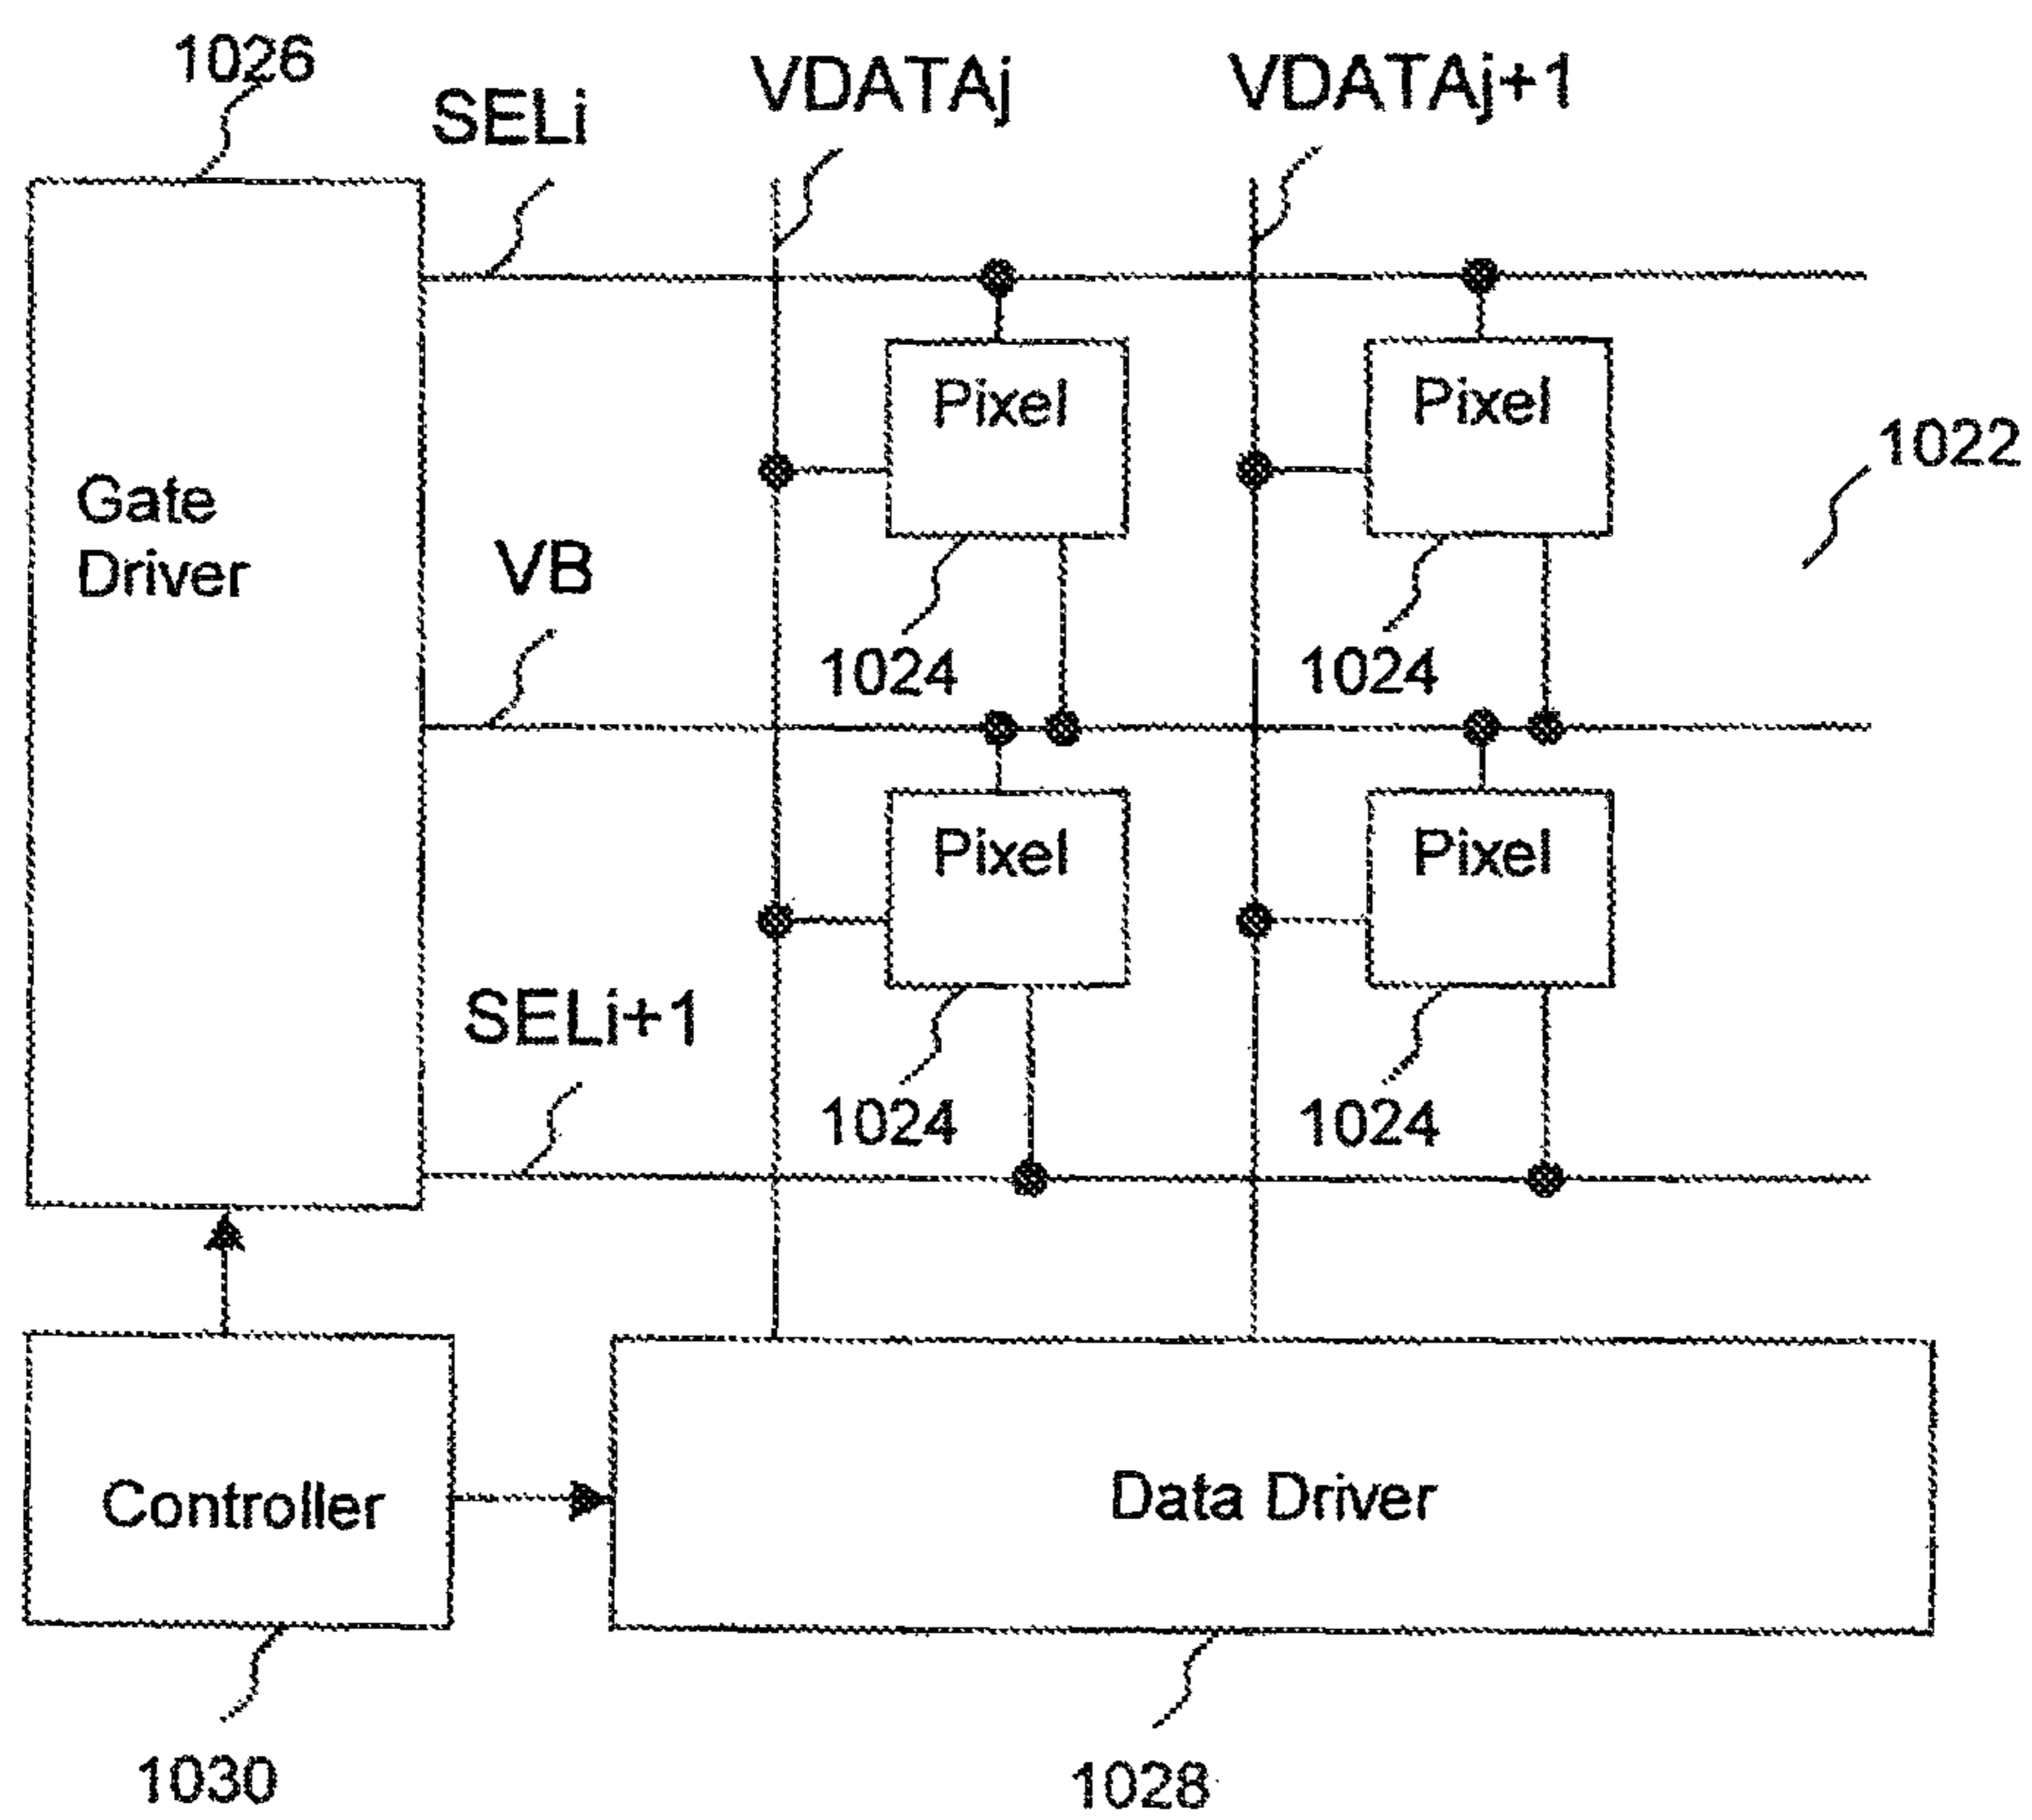 1026
SELi
VDATAj
VDATAj+1
Pixel
Pixel
1022
Gate
Driver
VB
1024
1024
Pixel
Pixel
SELi+1
1024
1024
Controller
Data Driver
1030
1028